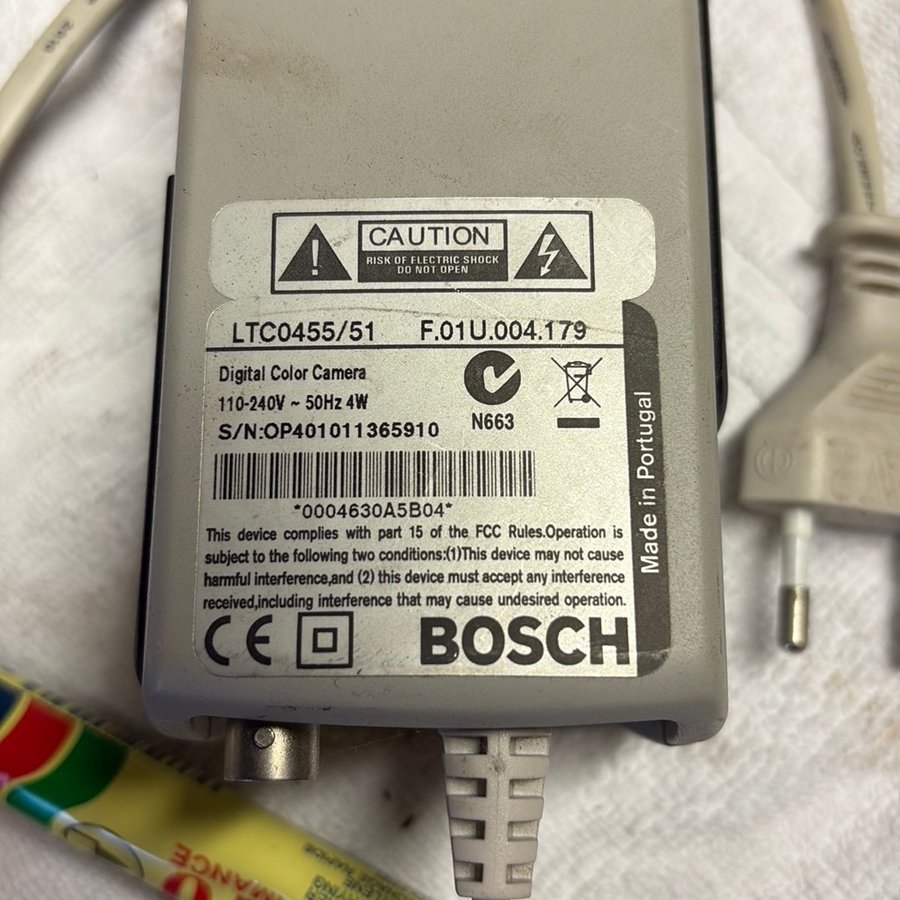 CAUTION
RISK OF ELECTRIC SHOCK
DO NOT OPEN
LTC0455/51 F.01U.004.179
Digital Color Camera
110-240V ~ 50Hz 4W
N663
S/N:OP401011365910
*0004630A5B04*
This device complies with part 15 of the FCC Rules.Operation is
subject to the following two conditions:(1)This device may not cause
harmful interference,and (2) this device must accept any interference
received,including interference that may cause undesired operation.
CE
BOSCH
Made in Portugal